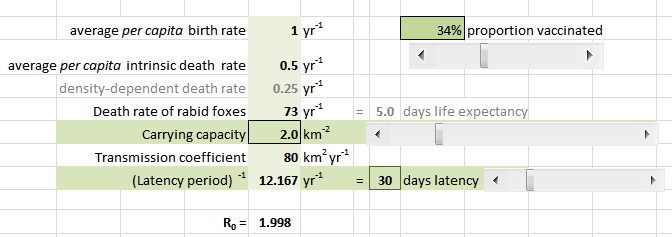 average per capita birth rate 1 yr⁻¹ 34% proportion vaccinated
average per capita intrinsic death rate 0.5 yr⁻¹
density-dependent death rate 0.25 yr⁻¹
Death rate of rabid foxes 73 yr⁻¹ = 5.0 days life expectancy
Carrying capacity 2.0 km⁻²
Transmission coefficient 80 km² yr⁻¹
(Latency period) ⁻¹ 12.167 yr⁻¹ = 30 days latency
R₀ = 1.998